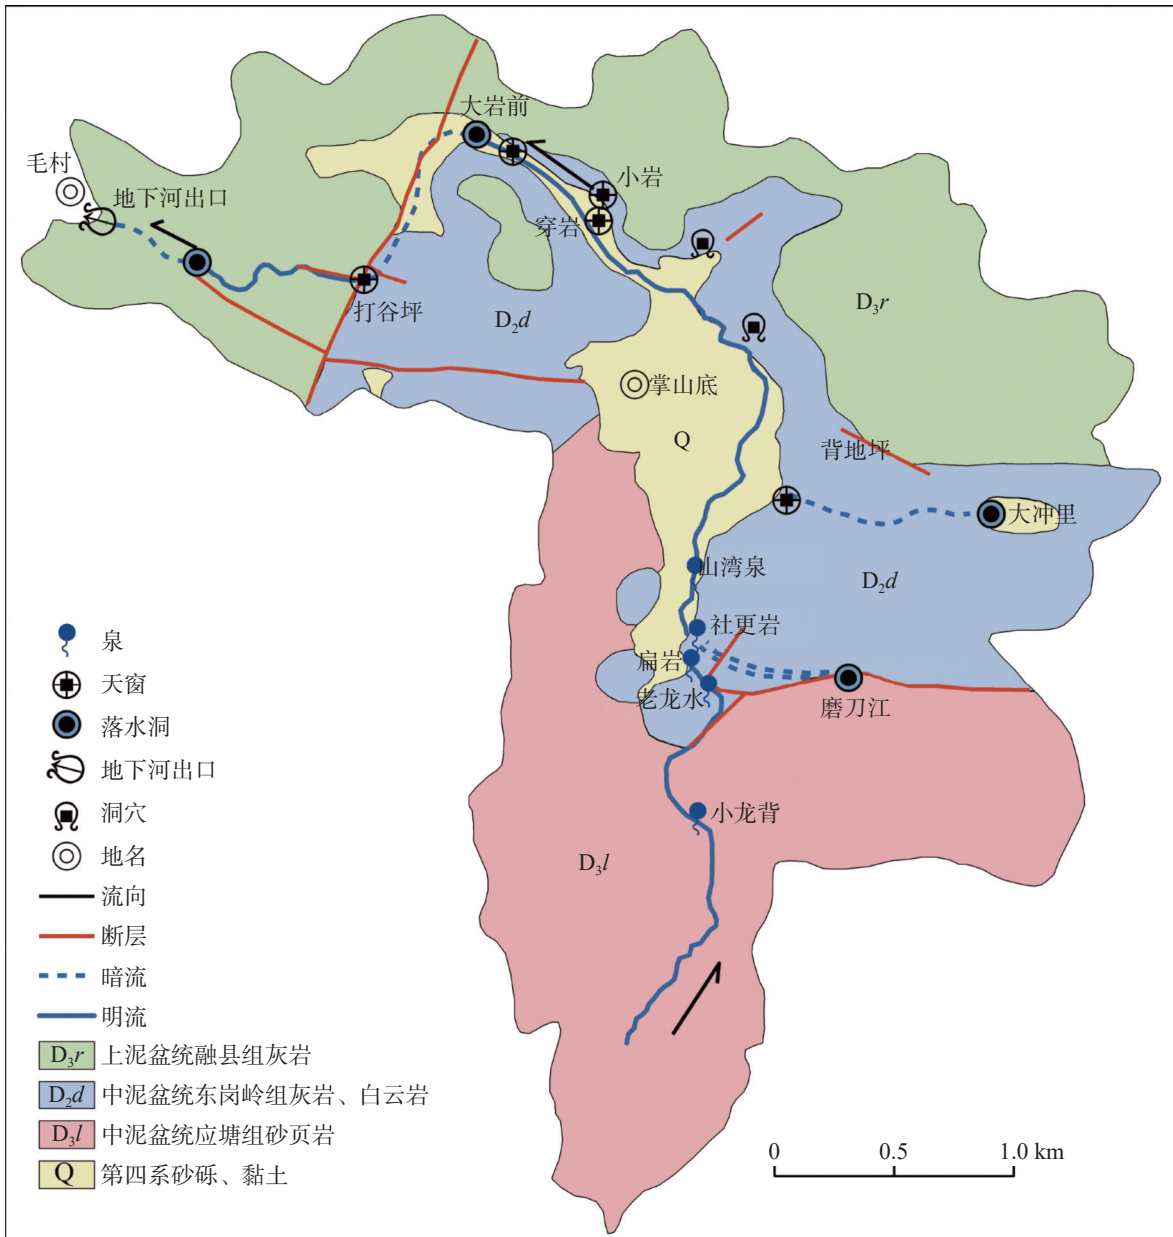 大岩前
毛村
小岩
地下河出口
穿岩
D₃r
打谷坪
D₂d
掌山底
Q
背地坪
大冲里
山湾泉
D₂d
社更岩
扁岩
老龙水
磨刀江
小龙背
D₃l
泉
天窗
落水洞
地下河出口
洞穴
地名
流向
断层
暗流
明流
D₃r 上泥盆统融县组灰岩
D₂d 中泥盆统东岗岭组灰岩、白云岩
D₃l 中泥盆统应塘组砂页岩
Q 第四系砂砾、黏土
0 0.5 1.0 km